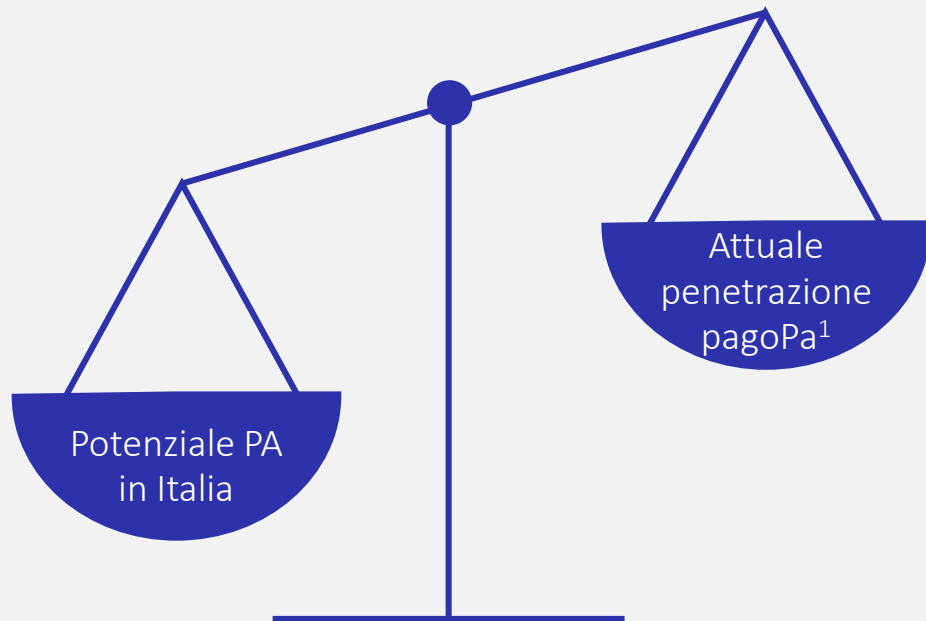 Potenziale PA
in Italia
Attuale
penetrazione
pagoPa¹